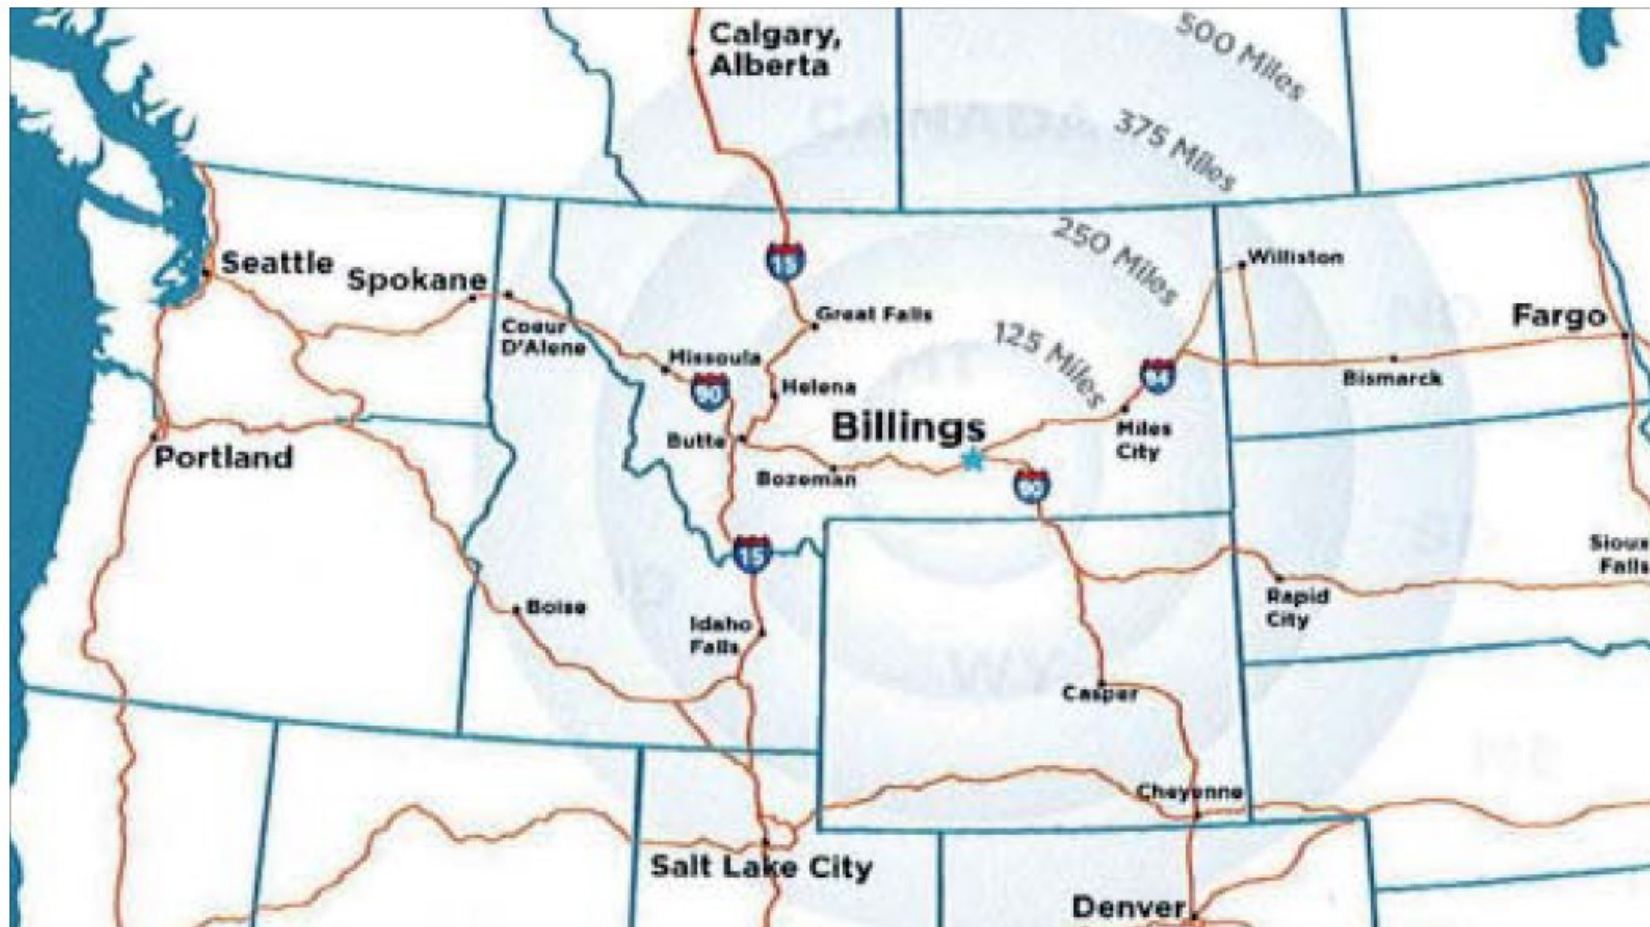 Calgary,
Alberta
500 Miles
375 Miles
250 Miles
125 Miles
15
Seattle
Spokane
Coeur
D'Alene
Great Falls
Williston
Fargo
Missoula
90
Helena
94
Bismarck
Billings
Butte
Miles
City
Portland
Bozeman
90
15
Sioux
Falls
Boise
Idaho
Falls
Rapid
City
Casper
Cheyenne
Salt Lake City
Denver